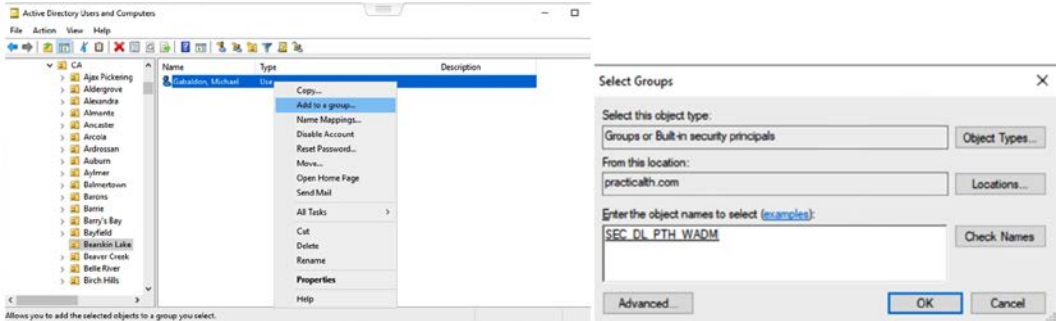 Active Directory Users and Computers
File Action View Help
CA
Ajax Pickering
Aldergrove
Alexandra
Almonte
Ancaster
Arcola
Ardrossan
Auburn
Aylmer
Balmertown
Barons
Barrie
Barry's Bay
Bayfield
Bearskin Lake
Beaver Creek
Belle River
Birch Hills
Name Type Description
Gabaldon, Michael Use
Copy...
Add to a group...
Name Mappings...
Disable Account
Reset Password...
Move...
Open Home Page
Send Mail
All Tasks
Cut
Delete
Rename
Properties
Help
Allows you to add the selected objects to a group you select.
Select Groups
Select this object type:
Groups or Built-in security principals Object Types...
From this location:
practicalth.com Locations...
Enter the object names to select (examples):
SEC_DL_PTH_WADM Check Names
Advanced... OK Cancel